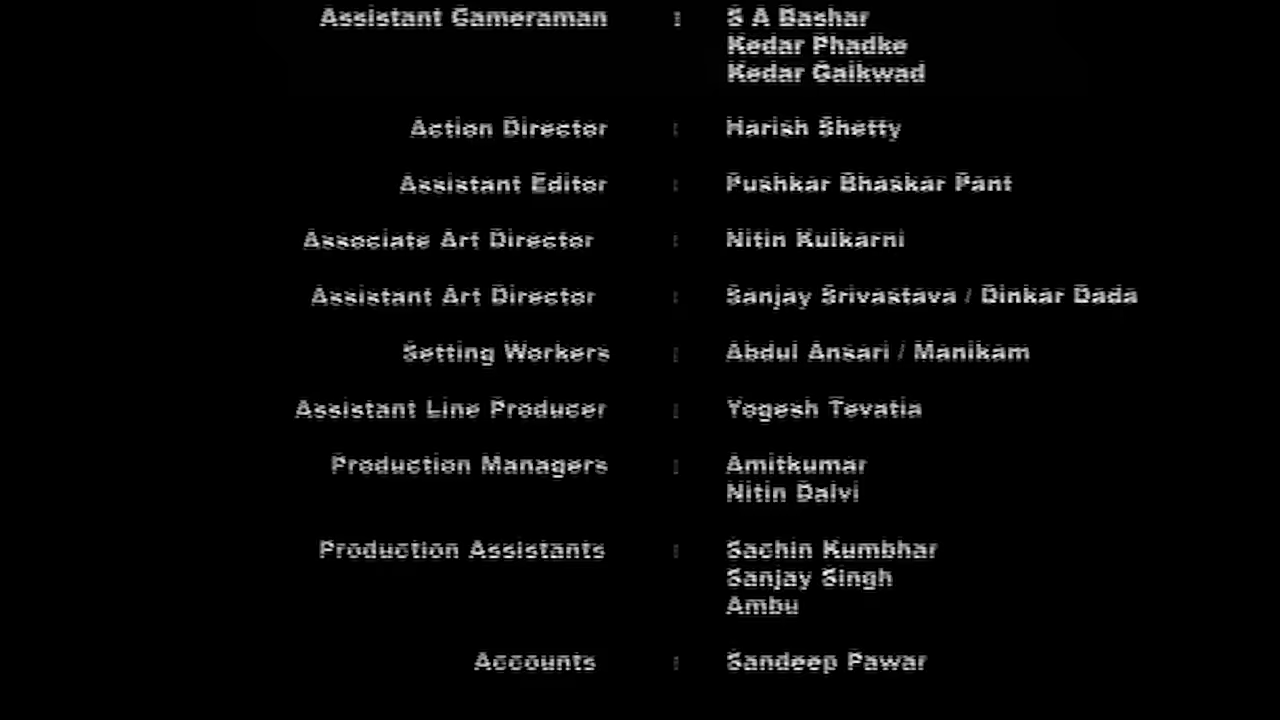 Assistant Cameraman : S A Bashar
Kedar Phadke
Kedar Gaikwad
Action Director : Harish Shetty
Assistant Editor : Pushkar Bhaskar Pant
Associate Art Director : Nitin Kulkarni
Assistant Art Director : Sanjay Srivastava / Dinkar Dada
Setting Workers : Abdul Ansari / Manikam
Assistant Line Producer : Yogesh Tevatia
Production Managers : Amitkumar
Nitin Dalvi
Production Assistants : Sachin Kumbhar
Sanjay Singh
Ambu
Accounts : Sandeep Pawar